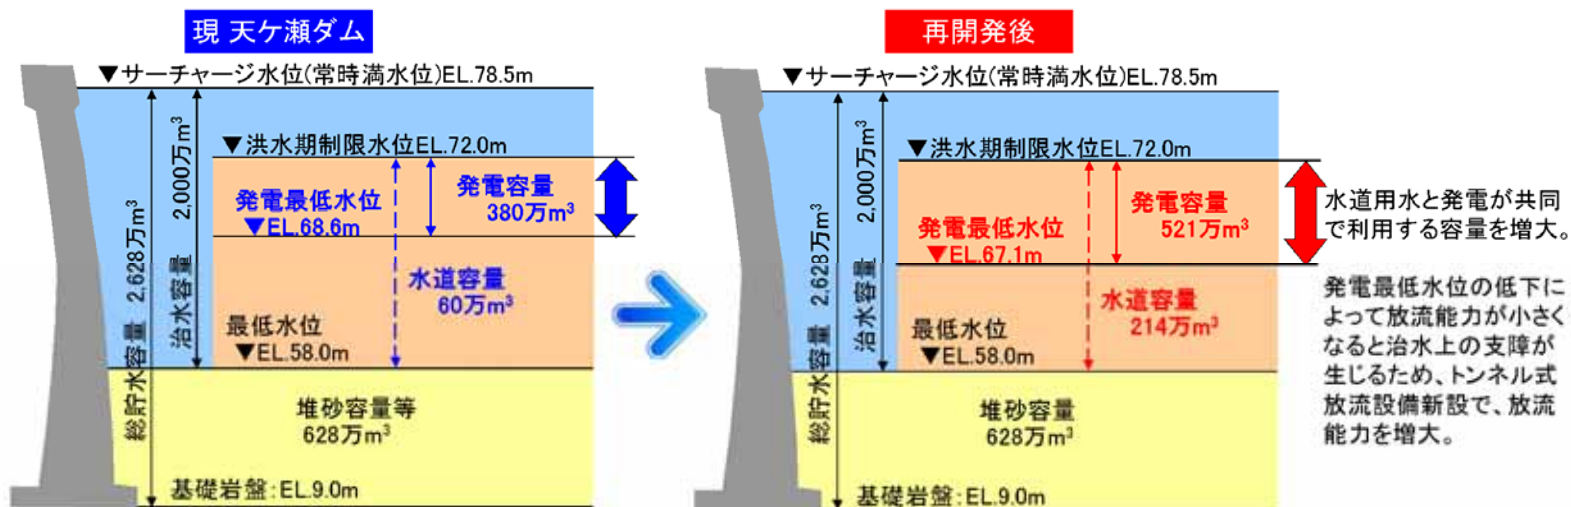 現 天ケ瀬ダム
▼サーチャージ水位(常時満水位)EL.78.5m
▼洪水期制限水位EL.72.0m
発電最低水位
▼EL.68.6m
発電容量
380万m³
水道容量
60万m³
最低水位
▼EL.58.0m
総貯水容量 2,628万m³
治水容量 2,000万m³
堆砂容量等
628万m³
基礎岩盤:EL.9.0m
再開発後
▼サーチャージ水位(常時満水位)EL.78.5m
▼洪水期制限水位EL.72.0m
発電最低水位
▼EL.67.1m
発電容量
521万m³
水道容量
214万m³
最低水位
▼EL.58.0m
総貯水容量 2,628万m³
治水容量 2,000万m³
堆砂容量
628万m³
基礎岩盤:EL.9.0m
水道用水と発電が共同
で利用する容量を増大。
発電最低水位の低下に
よって放流能力が小さく
なると治水上の支障が
生じるため、トンネル式
放流設備新設で、放流
能力を増大。